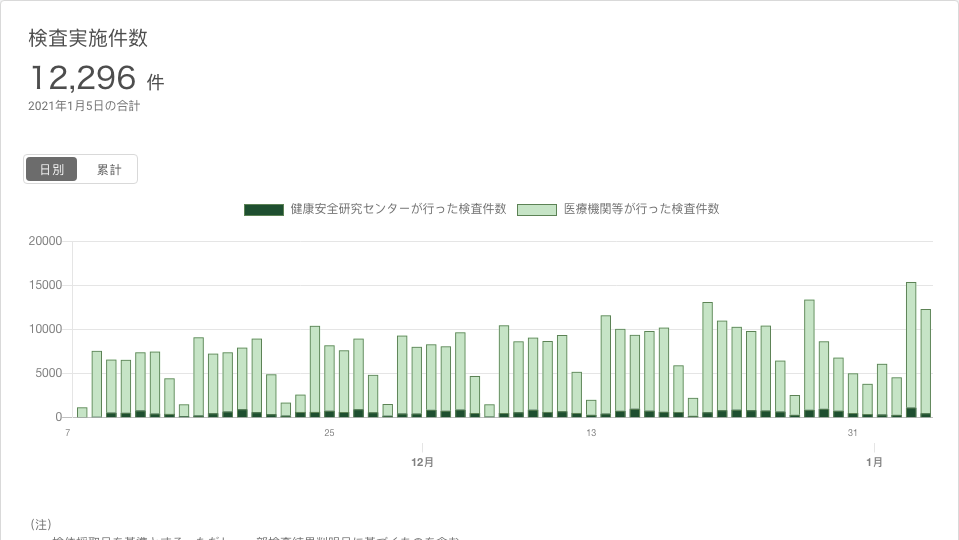 検査実施件数
12,296 件
2021年1月5日の合計
日別 累計
健康安全研究センターが行った検査件数 医療機関等が行った検査件数
20000
15000
10000
5000
0
7 25 13 31
12月 1月
（注）